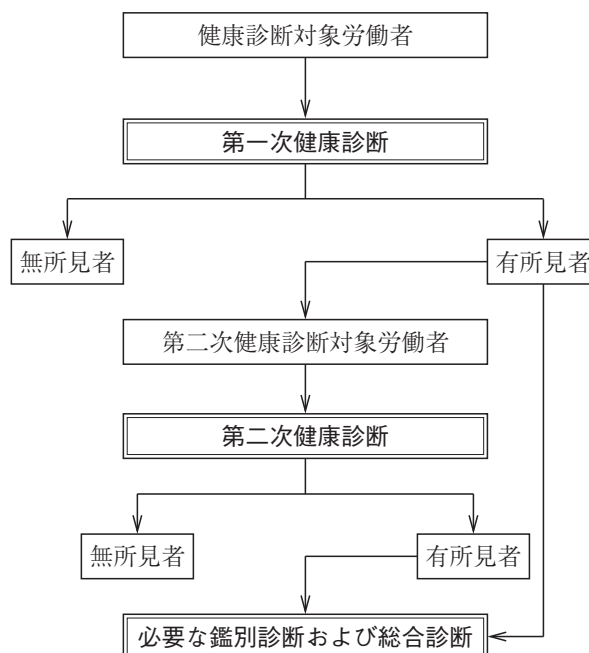 健康診断対象労働者
第一次健康診断
無所見者
有所見者
第二次健康診断対象労働者
第二次健康診断
無所見者
有所見者
必要な鑑別診断および総合診断